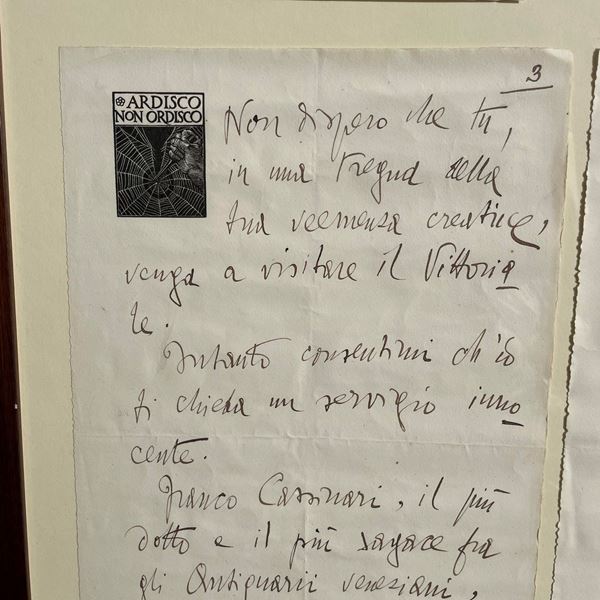 3
ARDISCO
NON ORDISCO
Non dispero che tu,
in una tregua della
tua veemenza creatrice,
venga a visitare il Vittoria
le.
Intanto consentimi ch'io
ti chieda un servigio inno
cente.
Franco Cassinari, il più
dotto e il più sagace fra
gli Antiquarii veneziani,